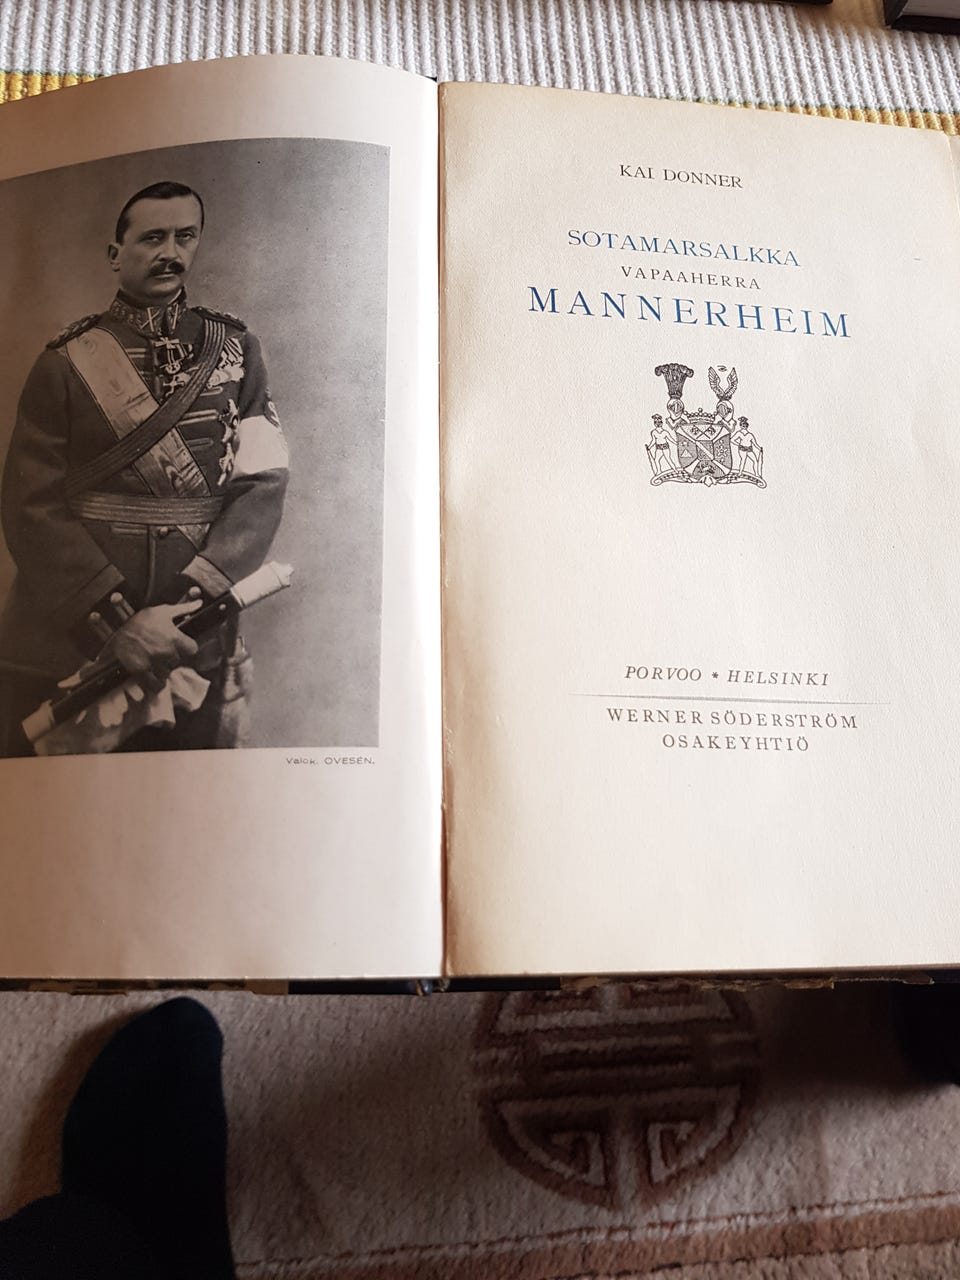 Valok. OVESÉN.
KAI DONNER
SOTAMARSALKKA
VAPAAHERRA
MANNERHEIM
PORVOO * HELSINKI
WERNER SÖDERSTRÖM
OSAKEYHTIÖ